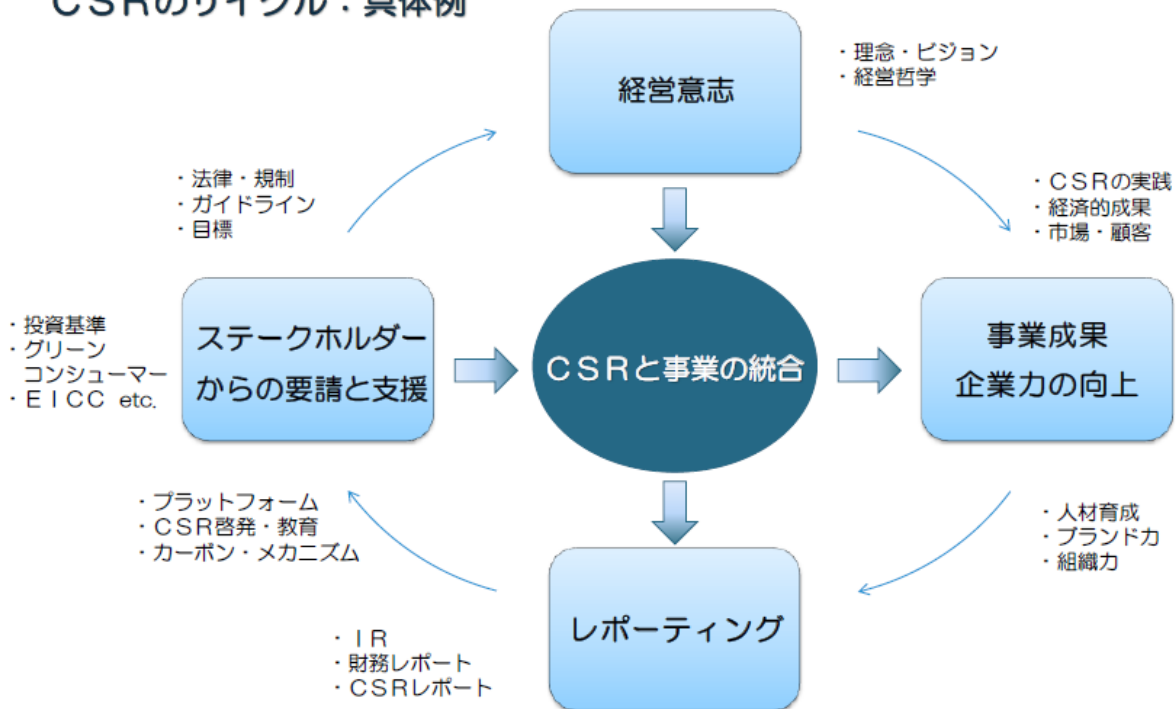 CSRのサイクル:具体例
経営意志
・理念・ビジョン
・経営哲学
・法律・規制
・ガイドライン
・目標
・CSRの実践
・経済的成果
・市場・顧客
・投資基準
・グリーン
コンシューマー
・EICC etc.
ステークホルダー
からの要請と支援
CSRと事業の統合
事業成果
企業力の向上
・プラットフォーム
・CSR啓発・教育
・カーボン・メカニズム
・人材育成
・ブランド力
・組織力
レポーティング
・IR
・財務レポート
・CSRレポート